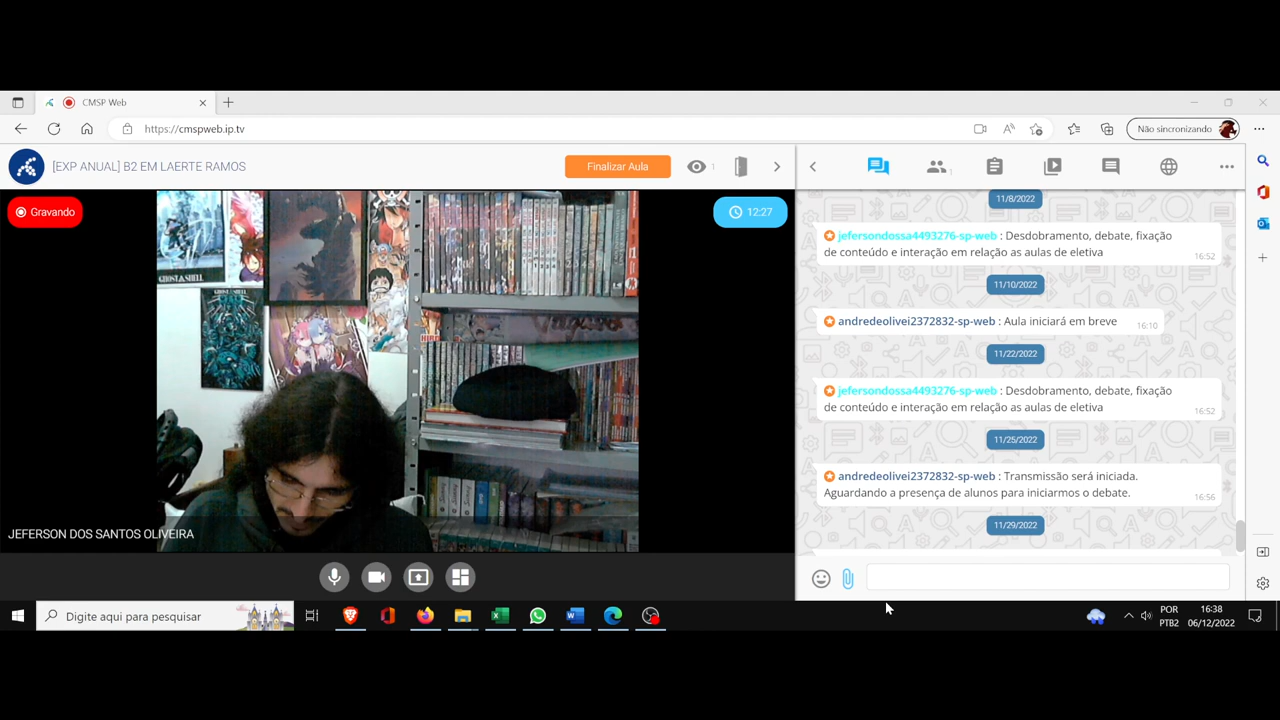 CMSP Web
https://cmspweb.ip.tv
Não sincronizando
[EXP ANUAL] B2 EM LAERTE RAMOS
Finalizar Aula
1
Gravando
12:27
GHOST IN THE SHELL
JEFERSON DOS SANTOS OLIVEIRA
11/8/2022
jefersondossa4493276-sp-web : Desdobramento, debate, fixação
de conteúdo e interação em relação as aulas de eletiva
16:52
11/10/2022
andredeolivei2372832-sp-web : Aula iniciará em breve
16:10
11/22/2022
jefersondossa4493276-sp-web : Desdobramento, debate, fixação
de conteúdo e interação em relação as aulas de eletiva
16:52
11/25/2022
andredeolivei2372832-sp-web : Transmissão será iniciada.
Aguardando a presença de alunos para iniciarmos o debate.
16:56
11/29/2022
Digite aqui para pesquisar
POR
PTB2
16:38
06/12/2022